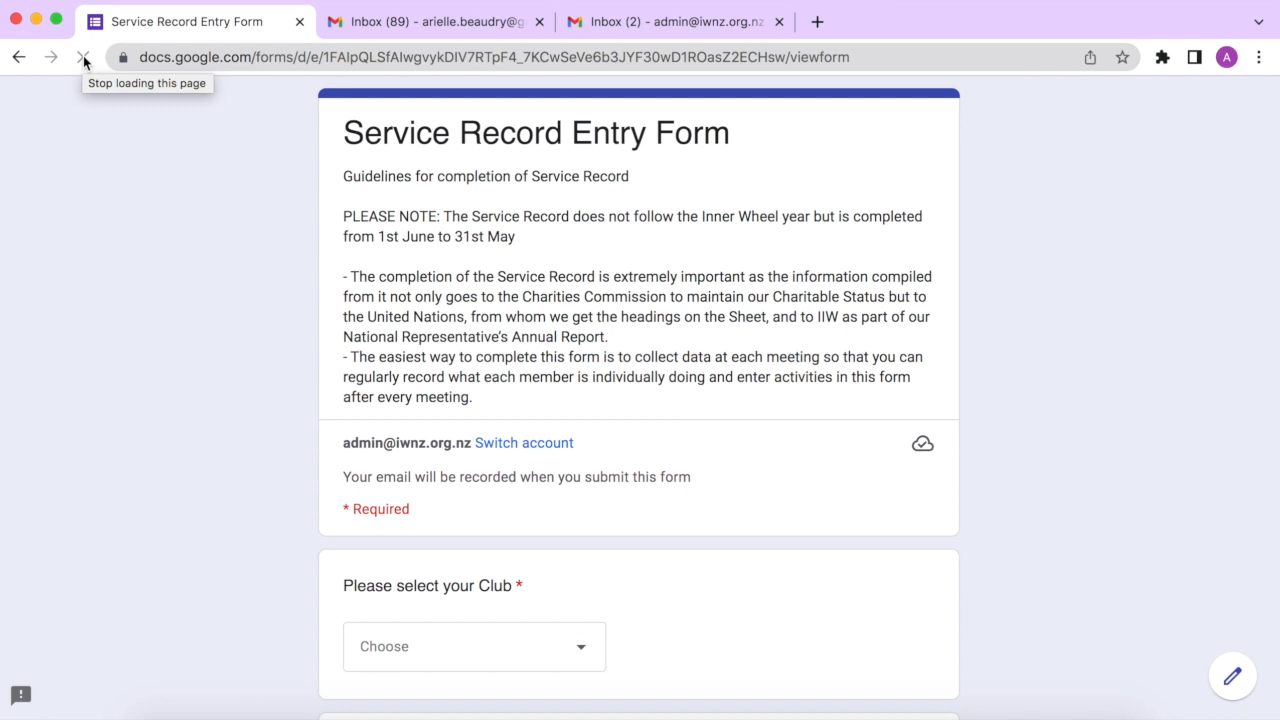 Service Record Entry Form
Inbox (89) - arielle.beaudry@g
Inbox (2) - admin@iwnz.org.nz
docs.google.com/forms/d/e/1FAIpQLSfAIwgvykDIV7RTpF4_7KCwSeVe6b3JYF30wD1ROasZ2ECHsw/viewform
A
Stop loading this page
Service Record Entry Form
Guidelines for completion of Service Record
PLEASE NOTE: The Service Record does not follow the Inner Wheel year but is completed
from 1st June to 31st May
- The completion of the Service Record is extremely important as the information compiled
from it not only goes to the Charities Commission to maintain our Charitable Status but to
the United Nations, from whom we get the headings on the Sheet, and to IIW as part of our
National Representative’s Annual Report.
- The easiest way to complete this form is to collect data at each meeting so that you can
regularly record what each member is individually doing and enter activities in this form
after every meeting.
admin@iwnz.org.nz Switch account
Your email will be recorded when you submit this form
* Required
Please select your Club *
Choose